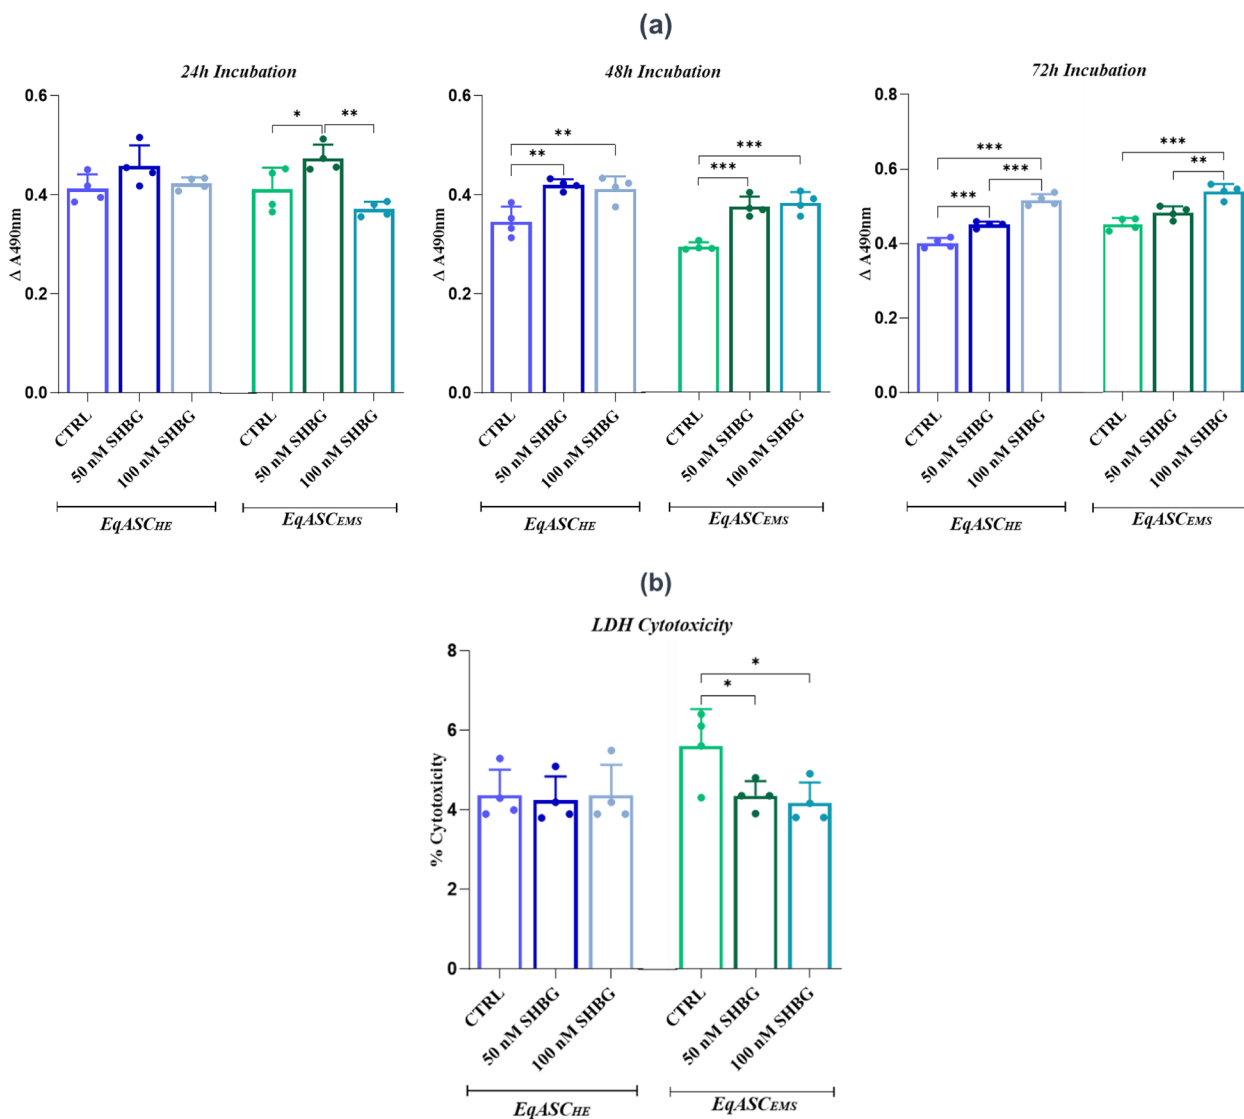 (a)
24h Incubation
Δ A490nm
0.6
0.4
0.2
0.0
*
**
CTRL
50 nM SHBG
100 nM SHBG
CTRL
50 nM SHBG
100 nM SHBG
EqASCHE
EqASCEMS
48h Incubation
Δ A490nm
0.6
0.4
0.2
0.0
**
**
***
***
CTRL
50 nM SHBG
100 nM SHBG
CTRL
50 nM SHBG
100 nM SHBG
EqASCHE
EqASCEMS
72h Incubation
Δ A490nm
0.8
0.6
0.4
0.2
0.0
***
***
***
***
**
CTRL
50 nM SHBG
100 nM SHBG
CTRL
50 nM SHBG
100 nM SHBG
EqASCHE
EqASCEMS
(b)
LDH Cytotoxicity
% Cytotoxicity
8
6
4
2
0
*
*
CTRL
50 nM SHBG
100 nM SHBG
CTRL
50 nM SHBG
100 nM SHBG
EqASCHE
EqASCEMS